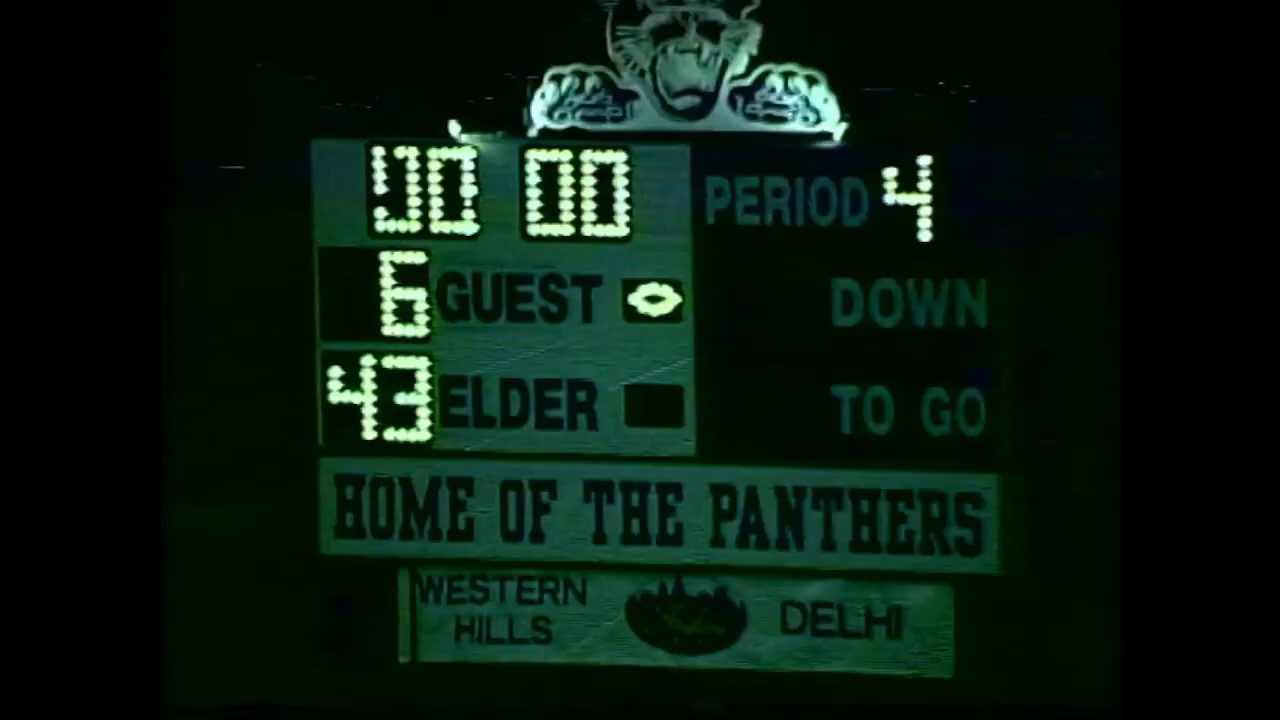 00 00 PERIOD 4
6 GUEST DOWN
43 ELDER TO GO
HOME OF THE PANTHERS
WESTERN HILLS DELHI